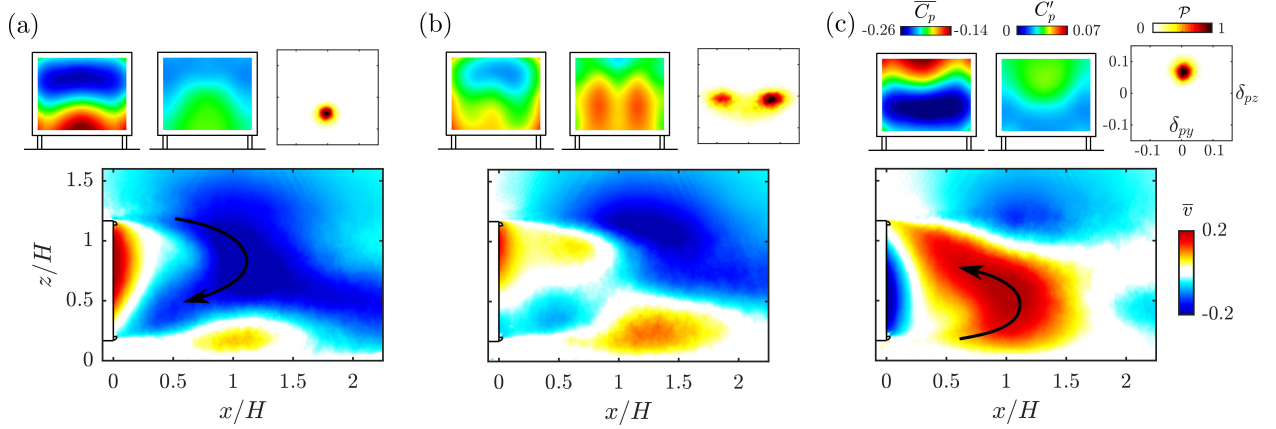 (a)
(b)
(c)
$\overline{C_p}$
-0.26
-0.14
$C_p'$
0
0.07
$\mathcal{P}$
0
1
0.1
0
-0.1
$\delta_{pz}$
$\delta_{py}$
-0.1 0 0.1
1.5
1
0.5
0
z/H
0 0.5 1 1.5 2
x/H
0 0.5 1 1.5 2
x/H
0 0.5 1 1.5 2
x/H
$\overline{v}$
0.2
-0.2